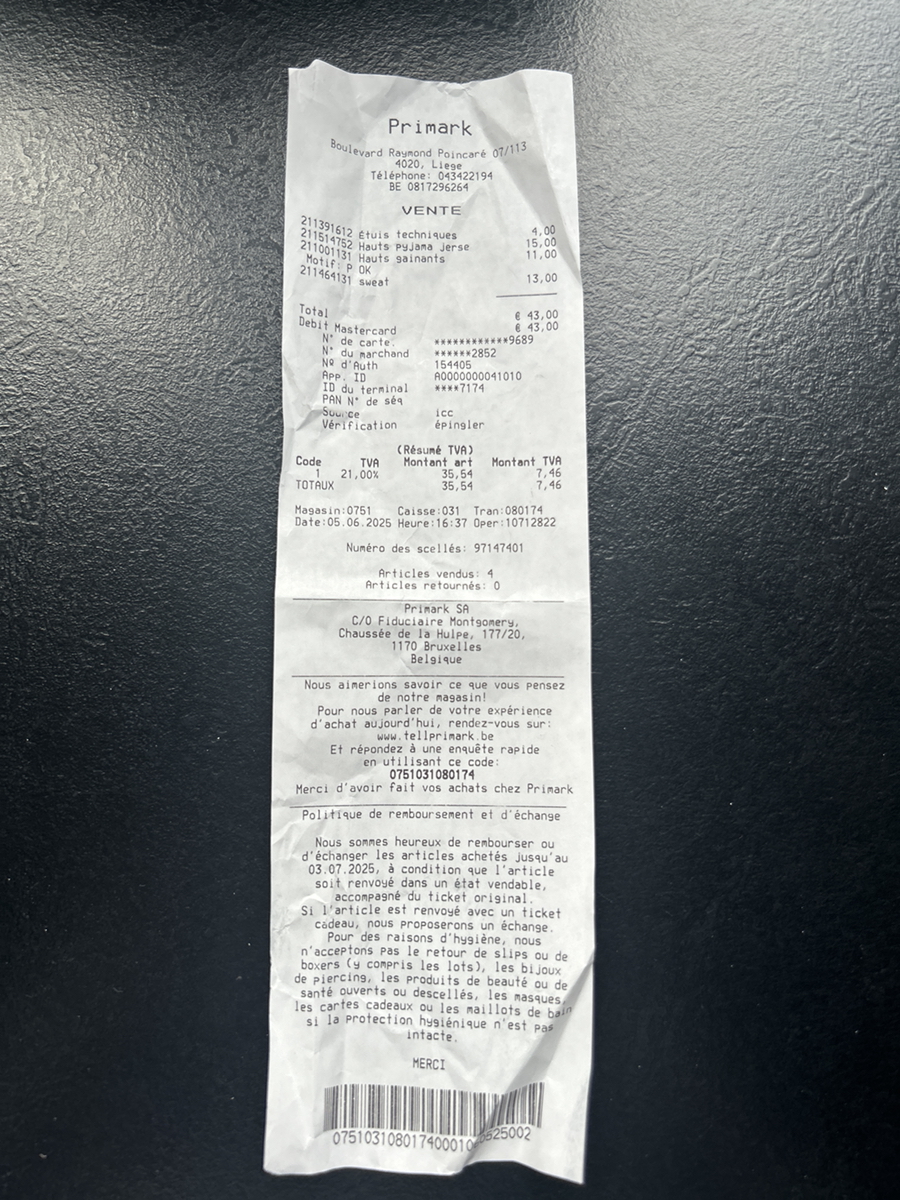 Primark
Boulevard Raymond Poincaré 07/113
4020, Liege
Téléphone: 043422194
BE 0817296264
VENTE
211391612 Étuis techniques 4,00
211514752 Hauts pyjama jerse 15,00
211001131 Hauts gainants 11,00
Motif: P OK
211464131 sweat 13,00
Total € 43,00
Debit Mastercard € 43,00
N° de carte. ************9689
N° du marchand ******2852
Nº d'Auth 154405
App. ID A0000000041010
ID du terminal ****7174
PAN N° de séq
Source icc
Vérification épingler
(Résumé TVA)
Code TVA Montant art Montant TVA
1 21,00% 35,54 7,46
TOTAUX 35,54 7,46
Magasin:0751 Caisse:031 Tran:080174
Date:05.06.2025 Heure:16:37 Oper:10712822
Numéro des scellés: 97147401
Articles vendus: 4
Articles retournés: 0
Primark SA
C/O Fiduciaire Montgomery,
Chaussée de la Hulpe, 177/20,
1170 Bruxelles
Belgique
Nous aimerions savoir ce que vous pensez
de notre magasin!
Pour nous parler de votre expérience
d'achat aujourd'hui, rendez-vous sur:
www.tellprimark.be
Et répondez à une enquête rapide
en utilisant ce code:
0751031080174
Merci d'avoir fait vos achats chez Primark
Politique de remboursement et d'échange
Nous sommes heureux de rembourser ou
d'échanger les articles achetés jusqu'au
03.07.2025, à condition que l'article
soit renvoyé dans un état vendable,
accompagné du ticket original.
Si l'article est renvoyé avec un ticket
cadeau, nous proposerons un échange.
Pour des raisons d'hygiène, nous
n'acceptons pas le retour de slips ou de
boxers (y compris les lots), les bijoux
de piercing, les produits de beauté ou de
santé ouverts ou descellés, les masques,
les cartes cadeaux ou les maillots de bain
si la protection hygiénique n'est pas
intacte.
MERCI